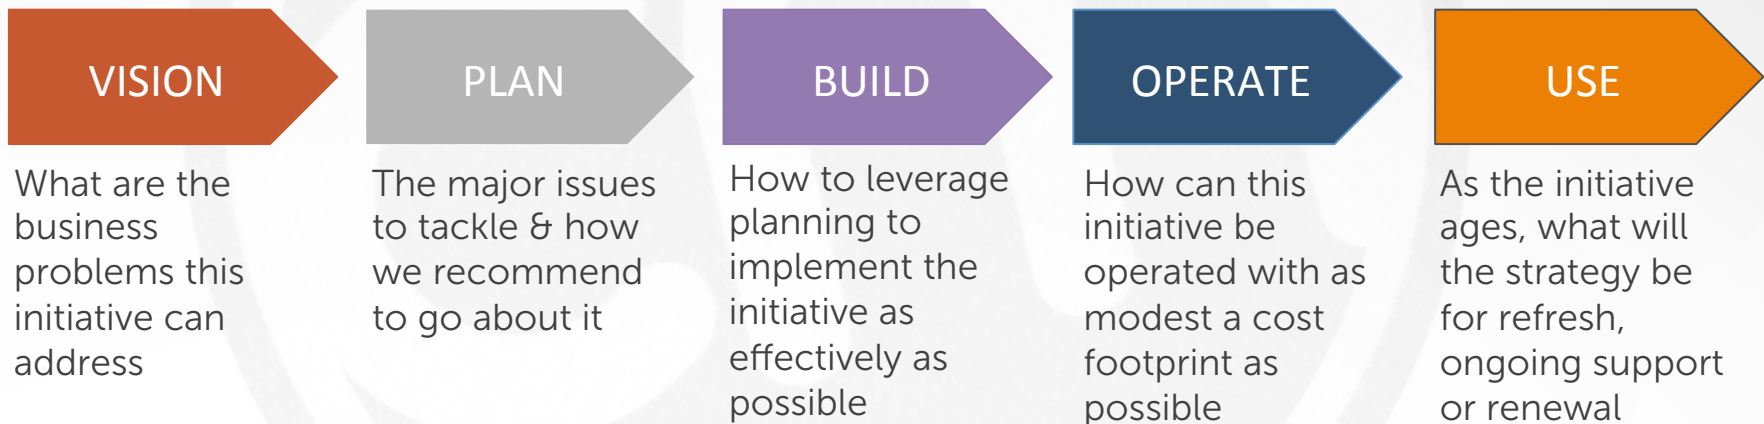 VISION
What are the
business
problems this
initiative can
address
PLAN
The major issues
to tackle & how
we recommend
to go about it
BUILD
How to leverage
planning to
implement the
initiative as
effectively as
possible
OPERATE
How can this
initiative be
operated with as
modest a cost
footprint as
possible
USE
As the initiative
ages, what will
the strategy be
for refresh,
ongoing support
or renewal